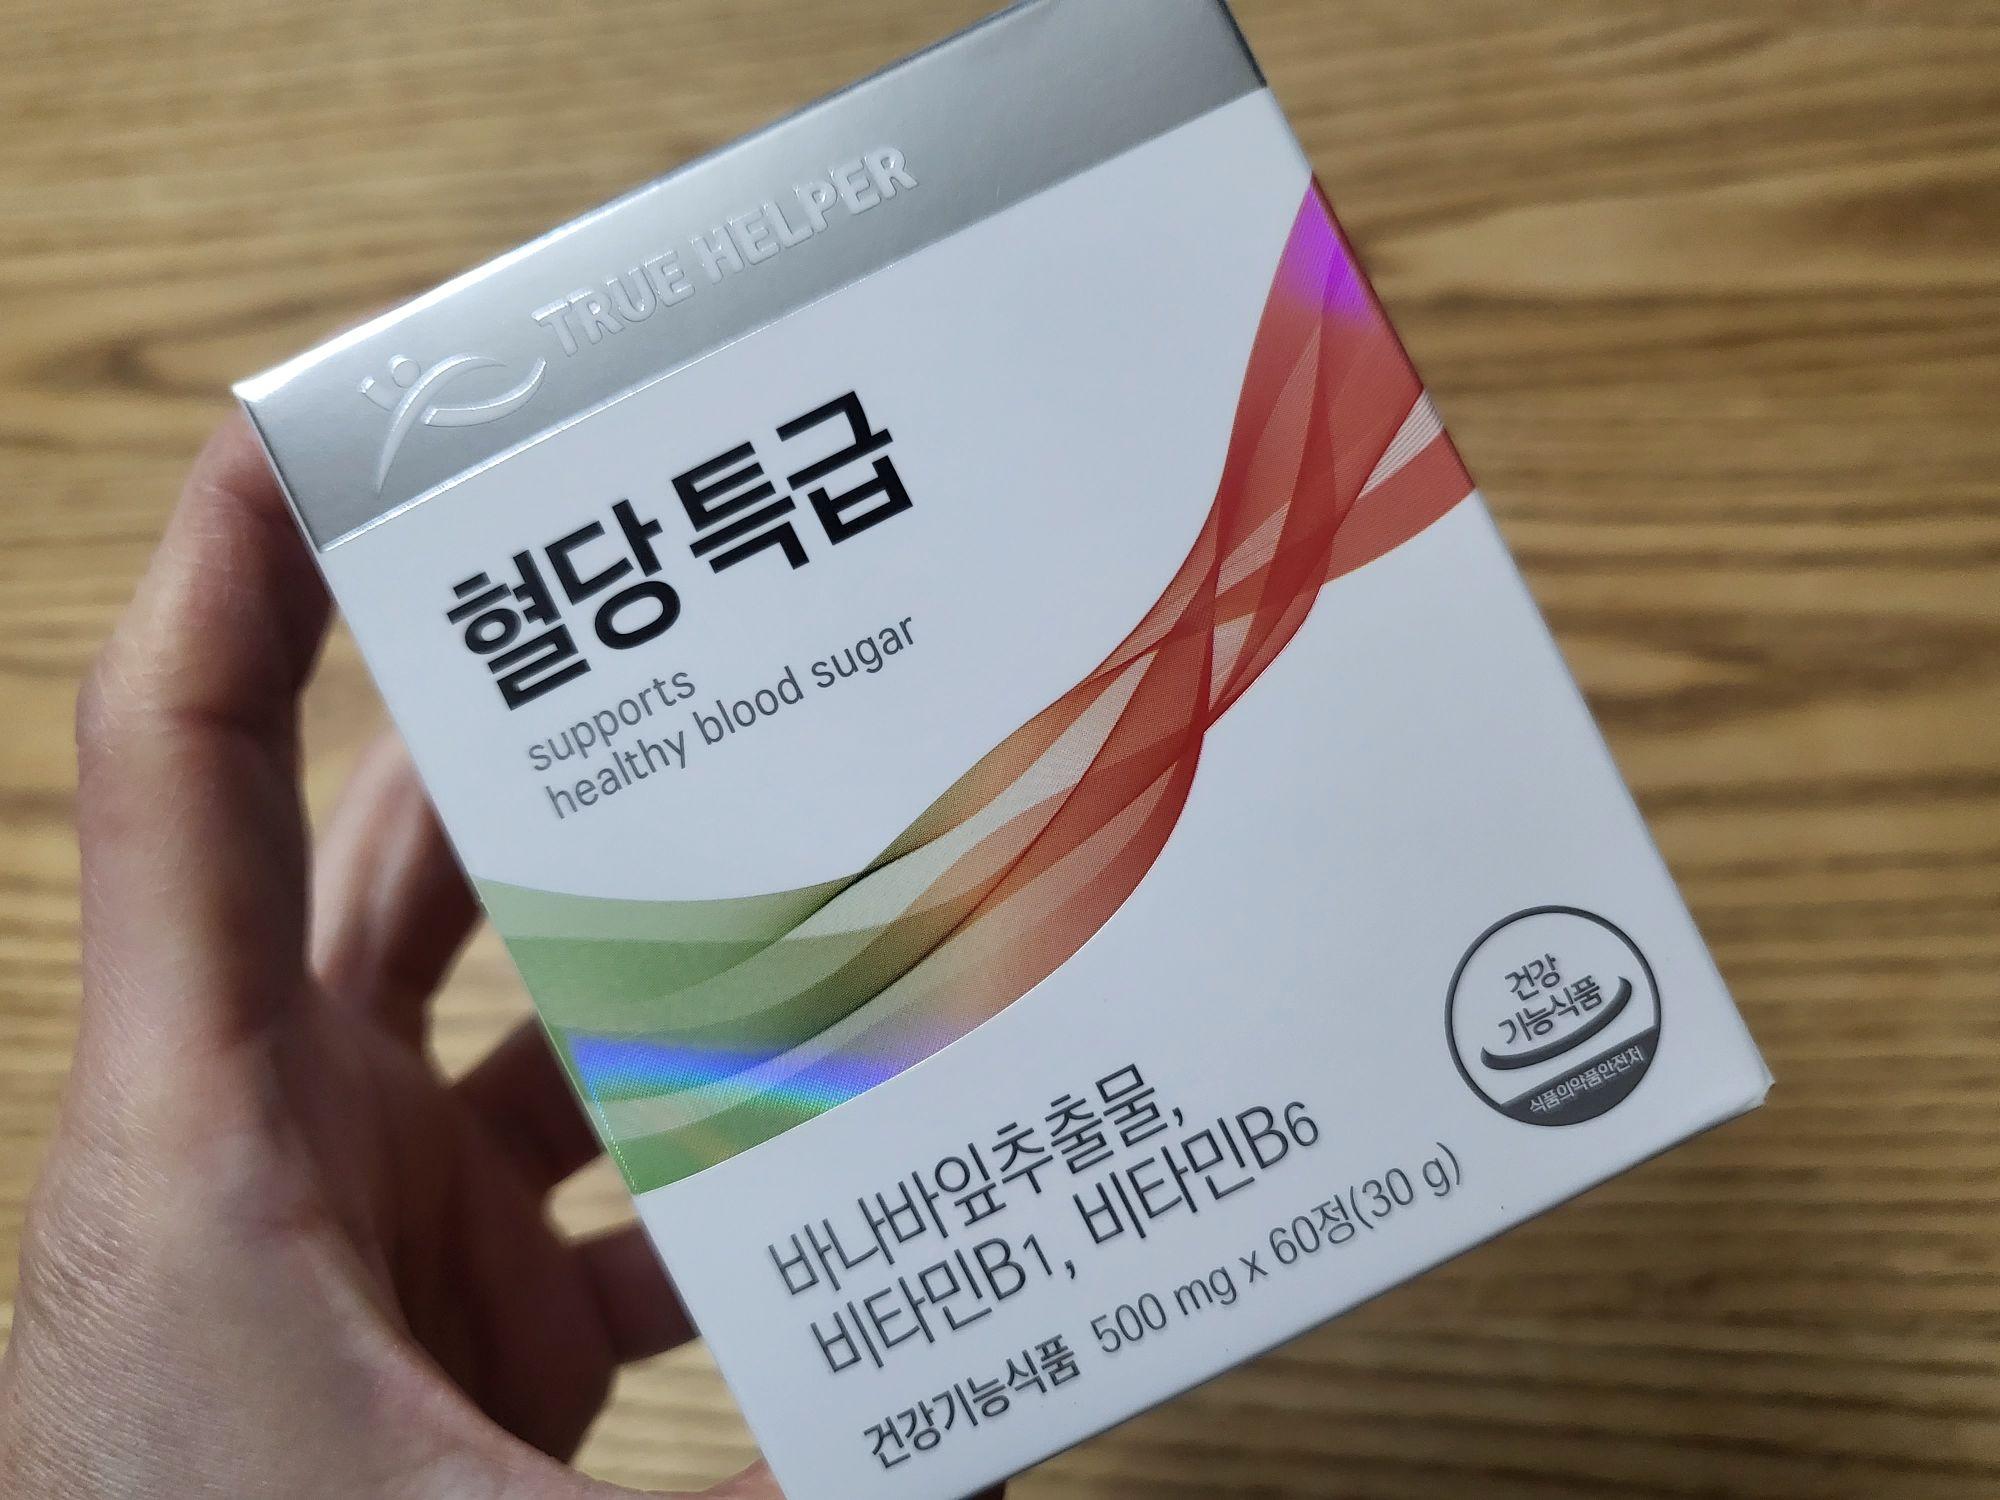 TRUE HELPER
혈당 특급
supports
healthy blood sugar
건강
기능식품
식품의약품안전처
바나바잎추출물,
비타민B1, 비타민B6
건강기능식품 500 mg x 60정(30 g)